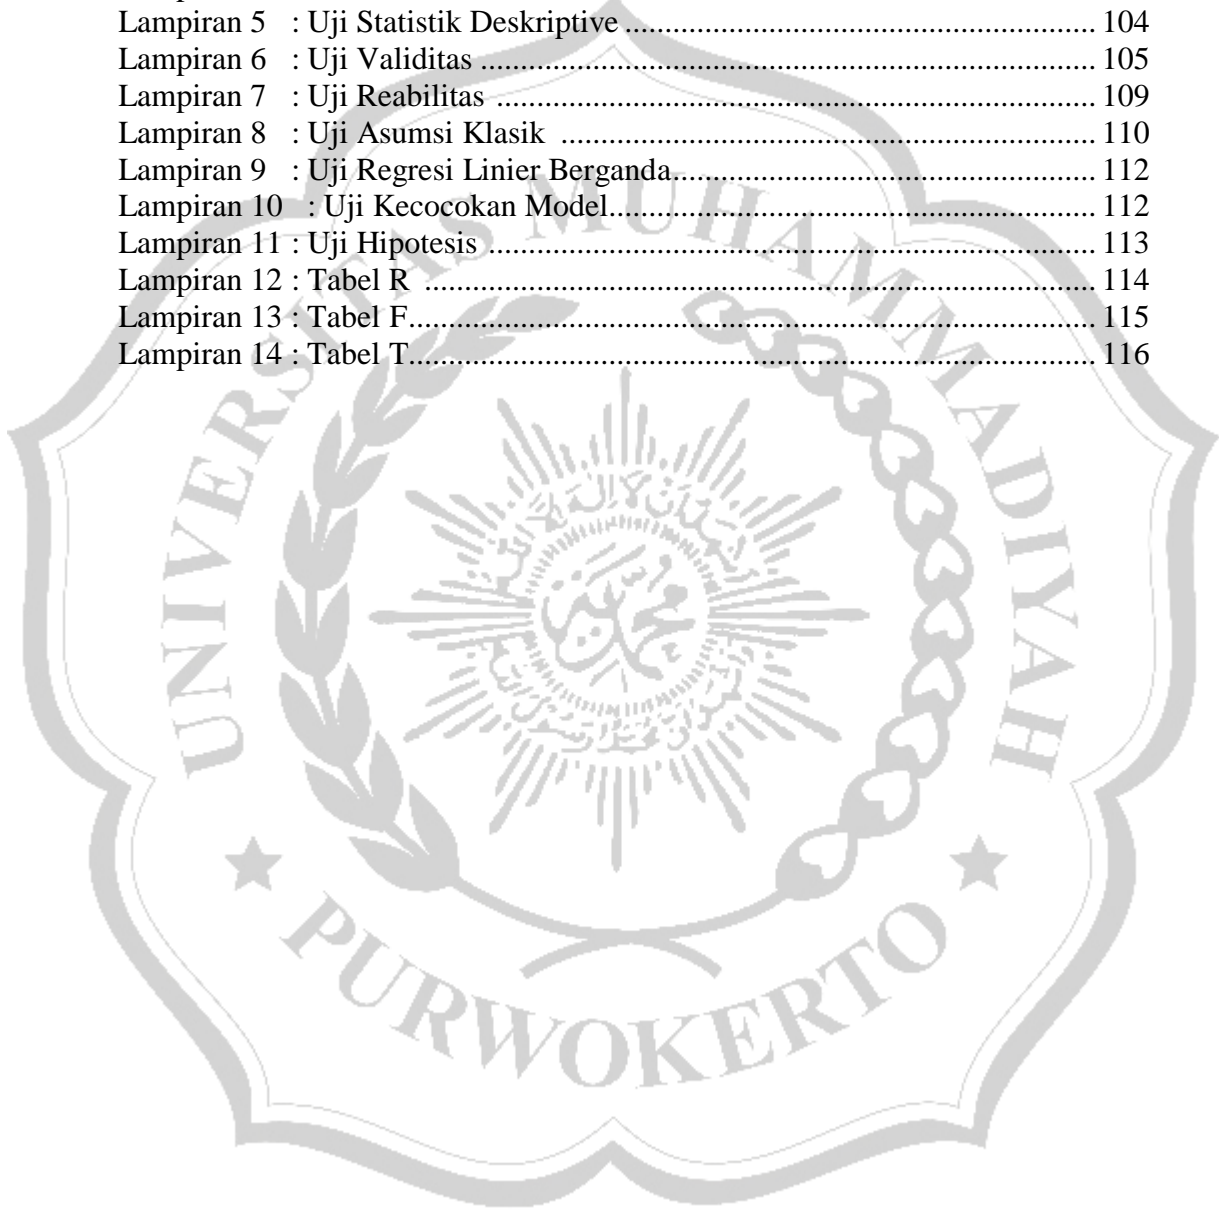 Lampiran 5 : Uji Statistik Deskriptive ........................................................... 104
Lampiran 6 : Uji Validitas ............................................................................. 105
Lampiran 7 : Uji Reabilitas ........................................................................... 109
Lampiran 8 : Uji Asumsi Klasik ................................................................... 110
Lampiran 9 : Uji Regresi Linier Berganda..................................................... 112
Lampiran 10 : Uji Kecocokan Model............................................................. 112
Lampiran 11 : Uji Hipotesis ............................................................................ 113
Lampiran 12 : Tabel R .................................................................................... 114
Lampiran 13 : Tabel F...................................................................................... 115
Lampiran 14 : Tabel T...................................................................................... 116
UNIVERSITAS MUHAMMADIYAH
PURWOKERTO